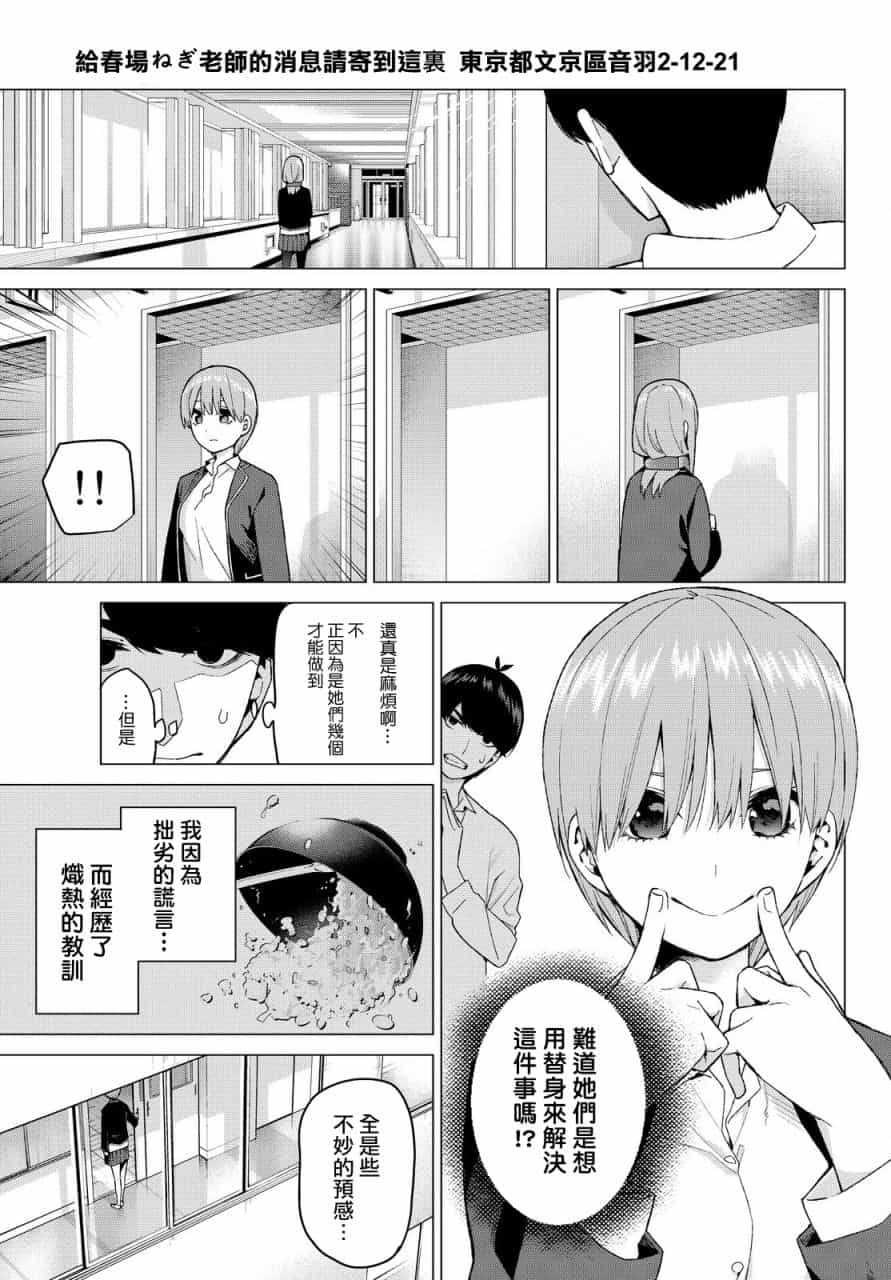 給春場ねぎ老師的消息請寄到這裏 東京都文京區音羽2-12-21
!!
難道她們是想
用替身來解決
這件事嗎!?
還真是麻煩啊…
不
正因為是她們幾個
才能做到
…但是
我因為
拙劣的謊言…
而經歷了
熾熱的教訓
全是些
不妙的預感…